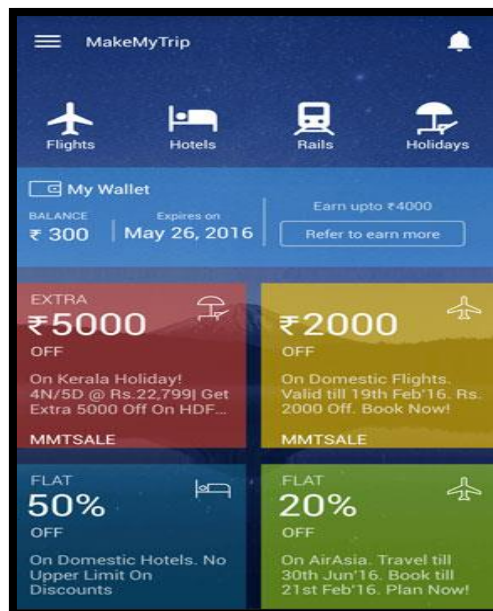 MakeMyTrip
Flights
Hotels
Rails
Holidays
My Wallet
BALANCE
₹ 300
Expires on
May 26, 2016
Earn upto ₹4000
Refer to earn more
EXTRA
₹5000
OFF
On Kerala Holiday!
4N/5D @ Rs.22,799| Get
Extra 5000 Off On HDF...
MMTSALE
₹2000
OFF
On Domestic Flights.
Valid till 19th Feb'16. Rs.
2000 Off. Book Now!
MMTSALE
FLAT
50%
OFF
On Domestic Hotels. No
Upper Limit On
Discounts
FLAT
20%
OFF
On AirAsia. Travel till
30th Jun'16. Book till
21st Feb'16. Plan Now!